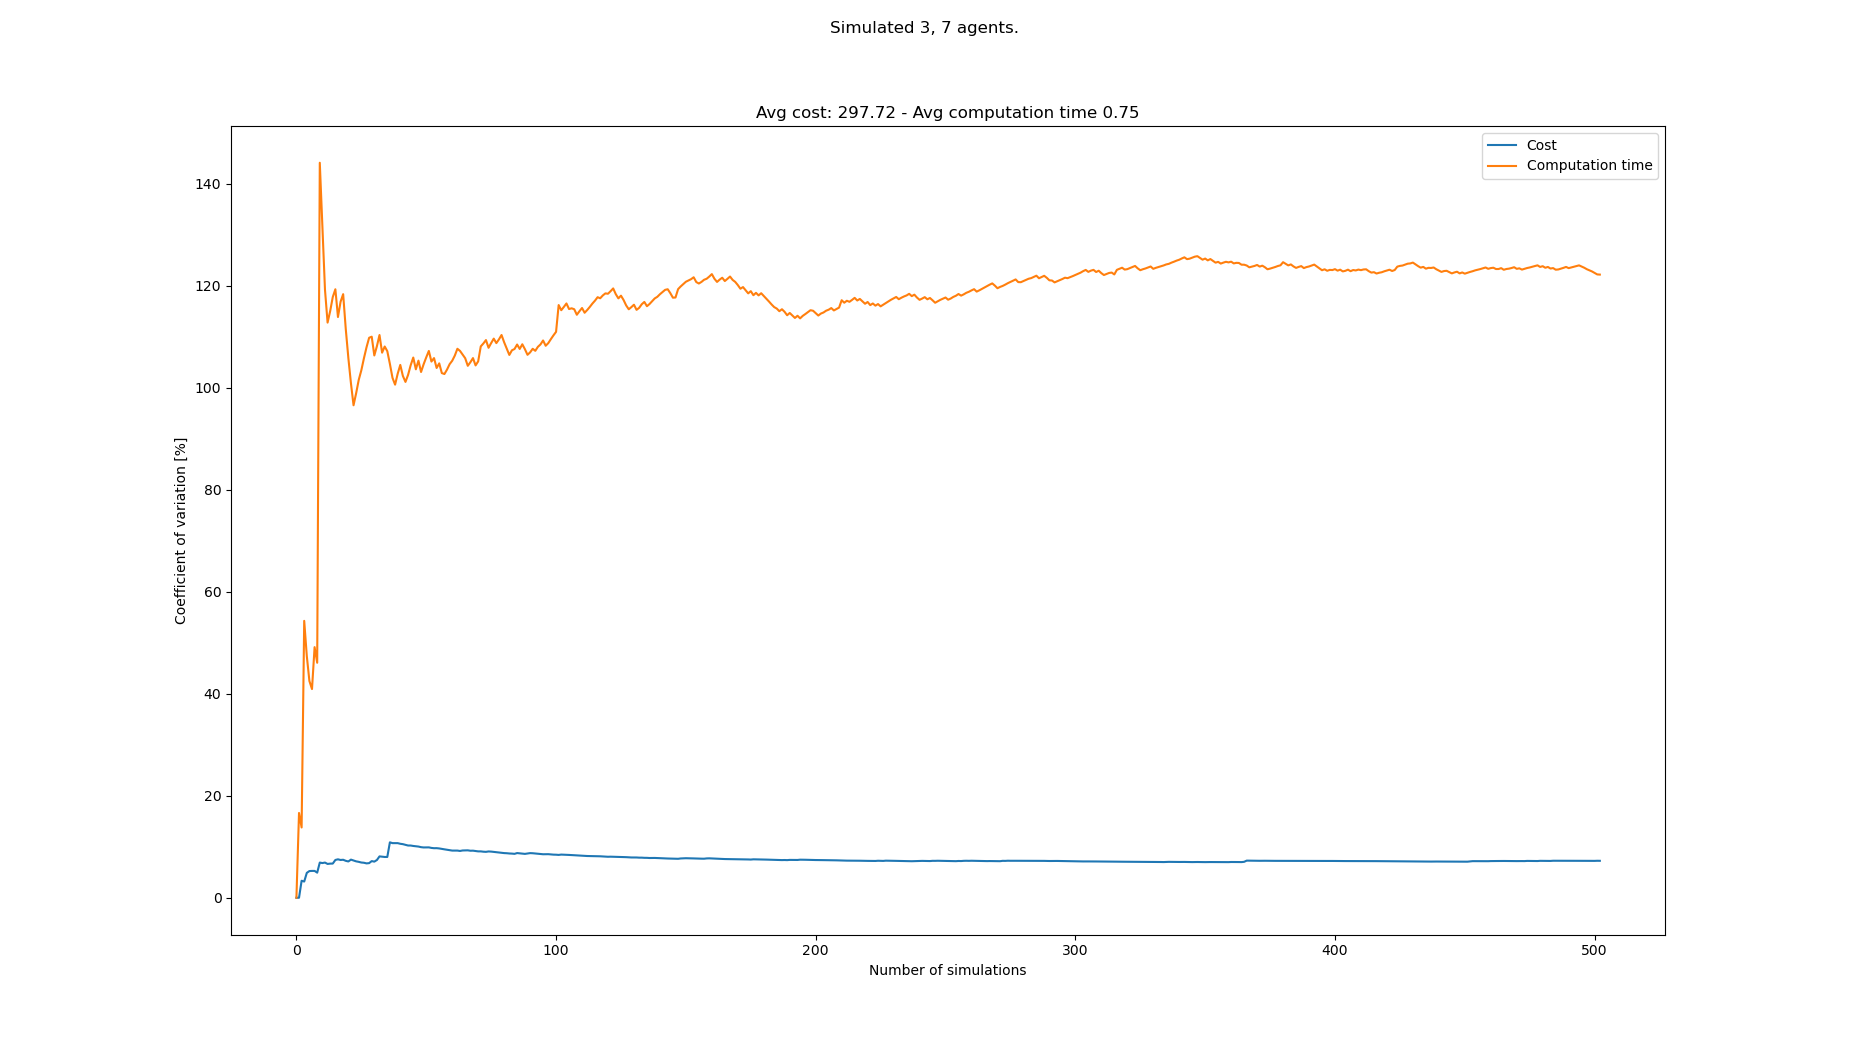 Simulated 3, 7 agents.
Avg cost: 297.72 - Avg computation time 0.75
Cost
Computation time
140
120
100
80
60
40
20
0
Coefficient of variation [%]
0 100 200 300 400 500
Number of simulations